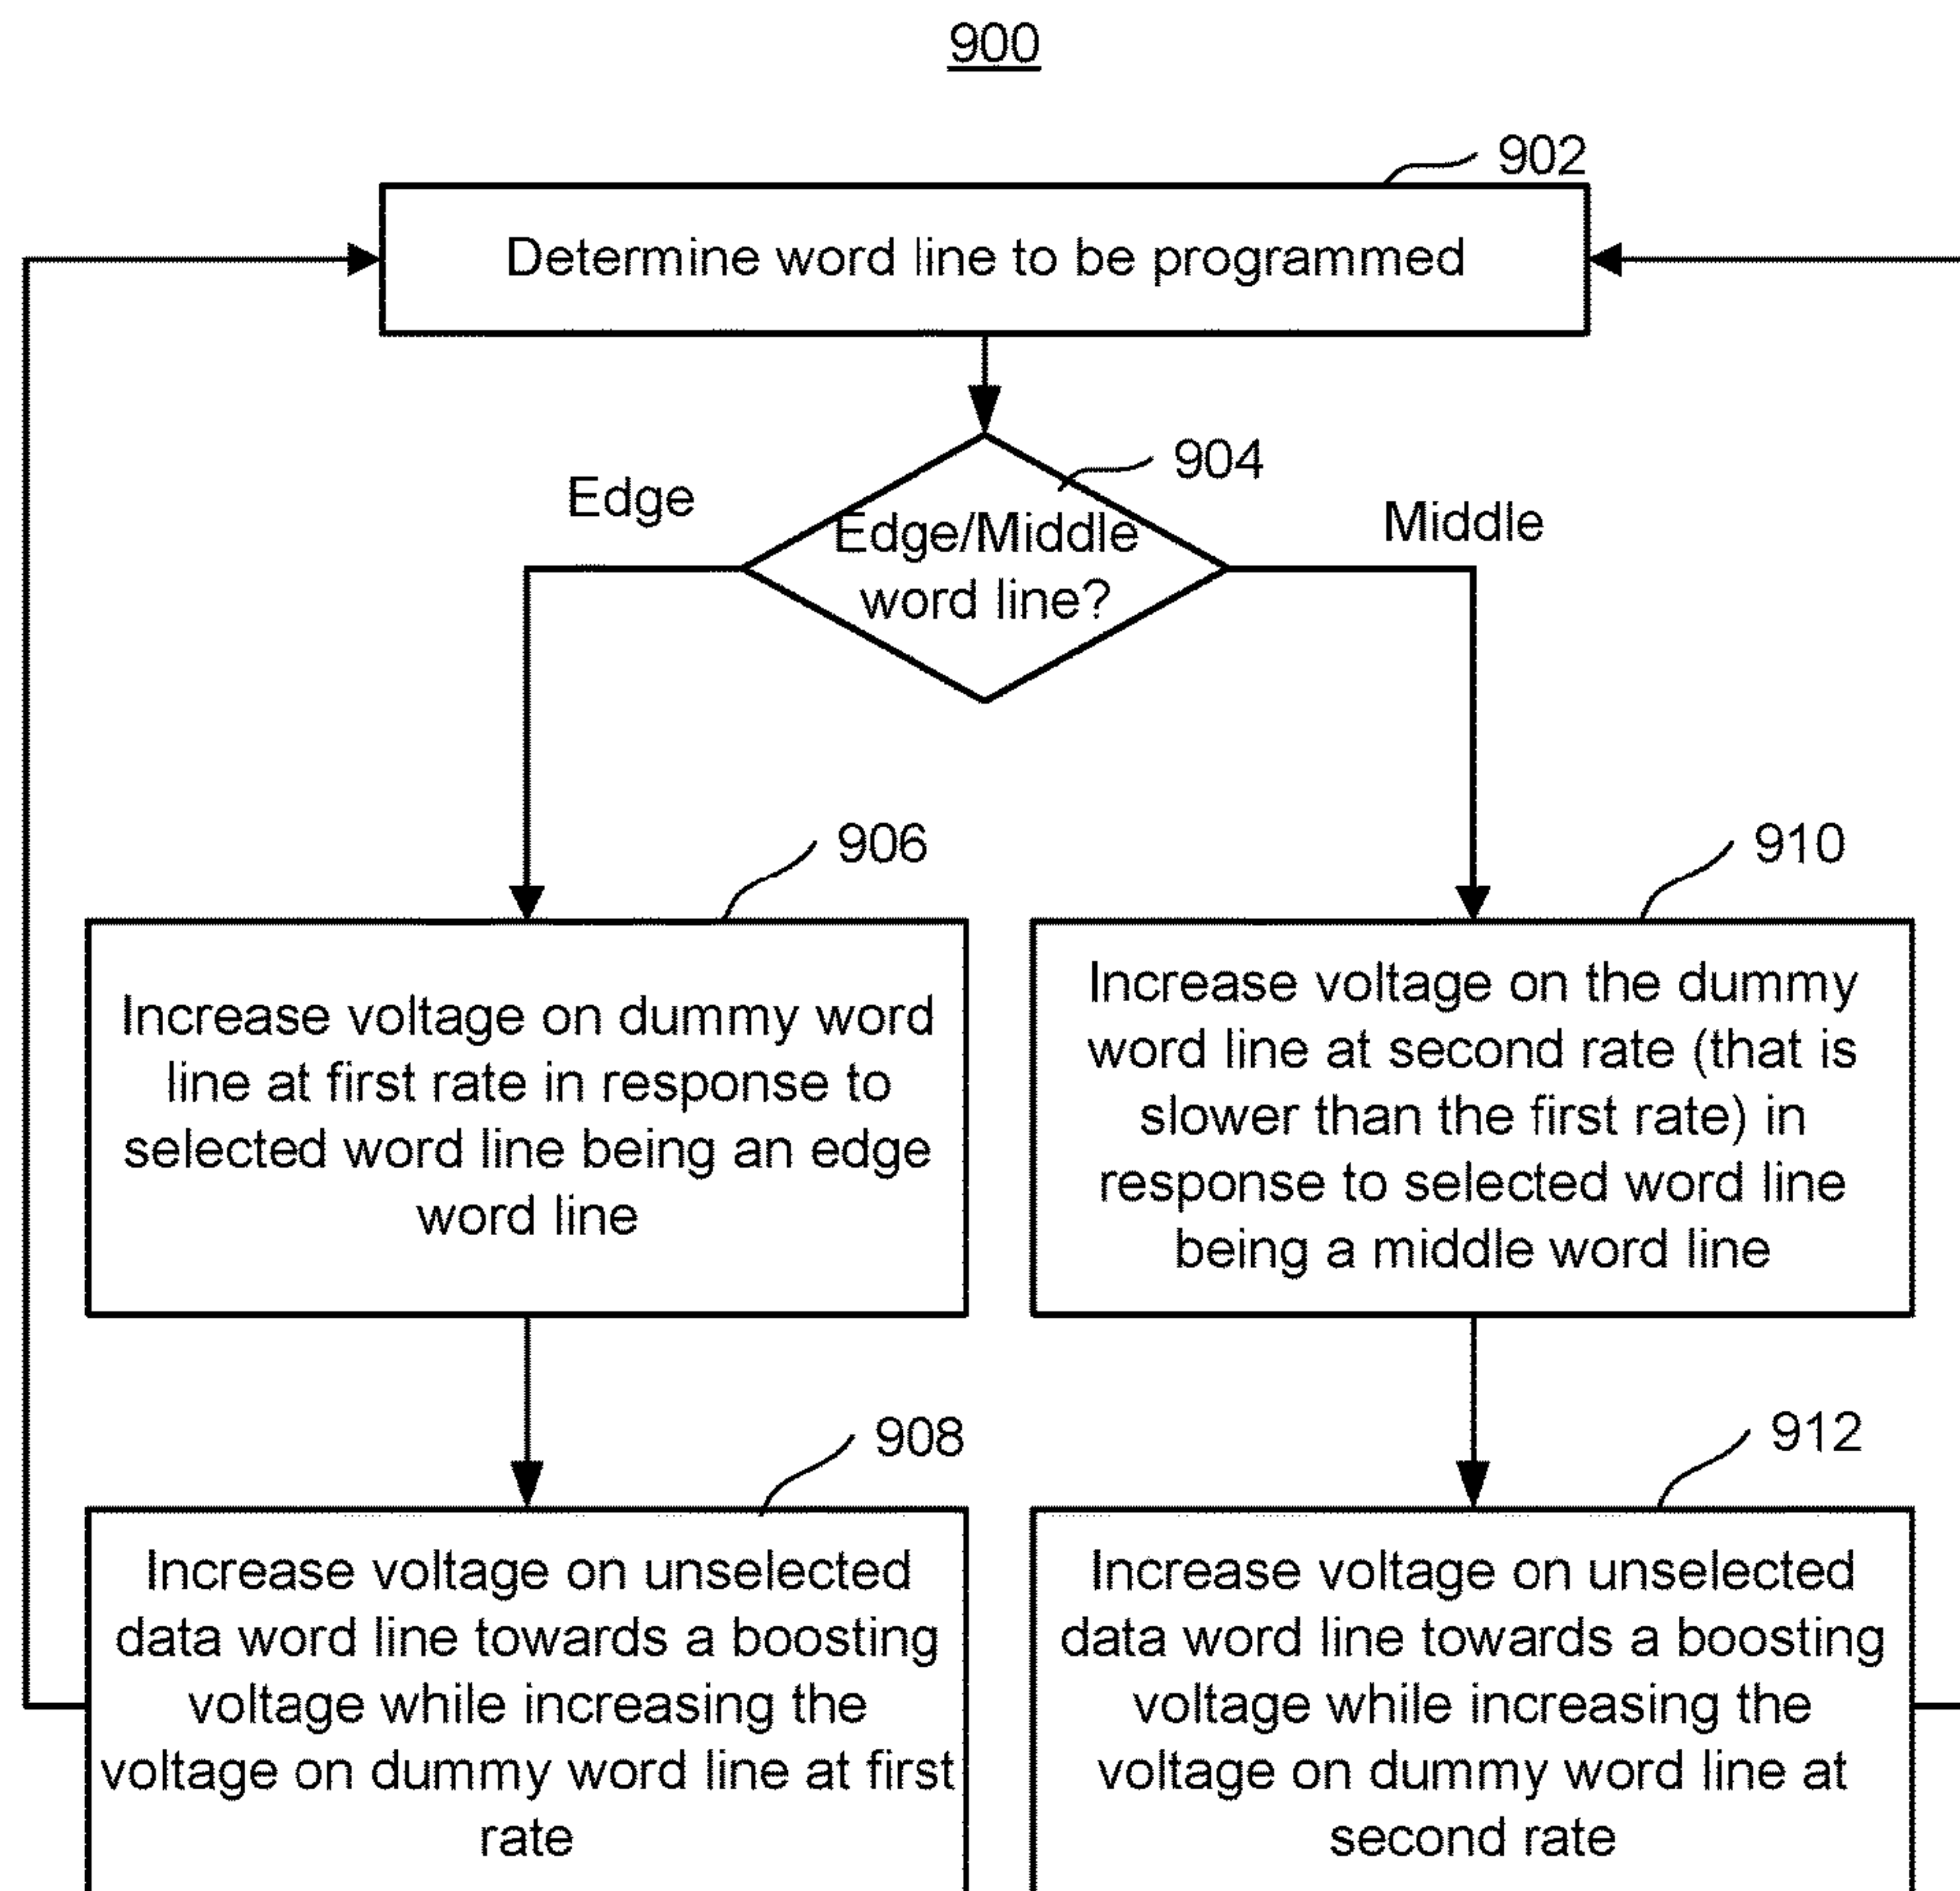 900
902
Determine word line to be programmed
904
Edge
Edge/Middle
word line?
Middle
906
Increase voltage on dummy word
line at first rate in response to
selected word line being an edge
word line
910
Increase voltage on the dummy
word line at second rate (that is
slower than the first rate) in
response to selected word line
being a middle word line
908
Increase voltage on unselected
data word line towards a boosting
voltage while increasing the
voltage on dummy word line at first
rate
912
Increase voltage on unselected
data word line towards a boosting
voltage while increasing the
voltage on dummy word line at
second rate